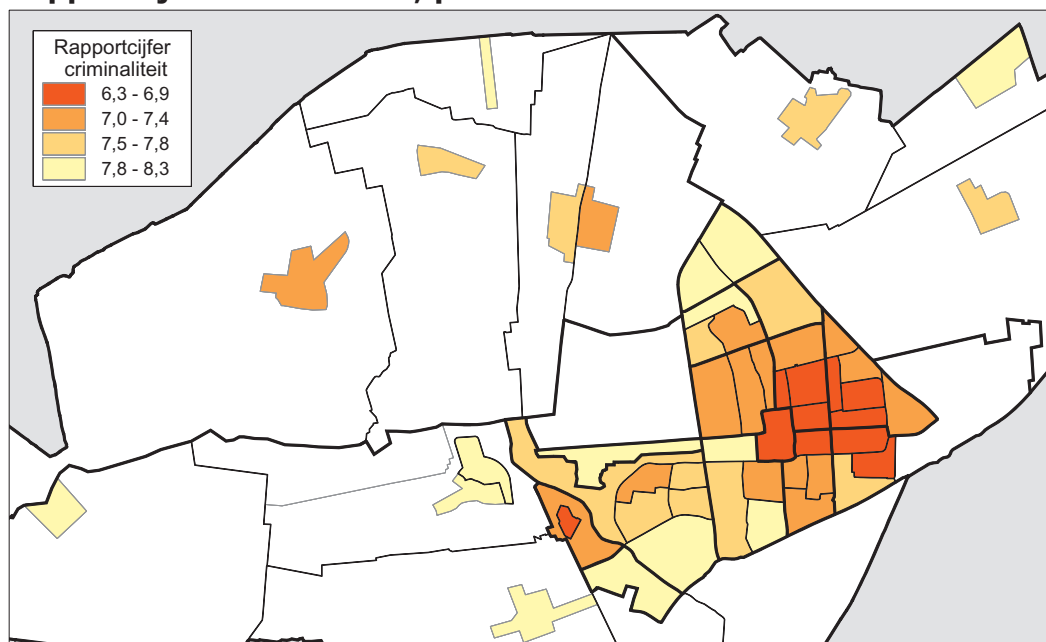 Rapportcijfer
criminaliteit
6,3 - 6,9
7,0 - 7,4
7,5 - 7,8
7,8 - 8,3